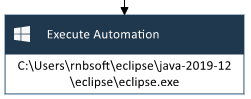 Execute Automation
C:\Users\rnbsoft\eclipse\java-2019-12
\eclipse\eclipse.exe